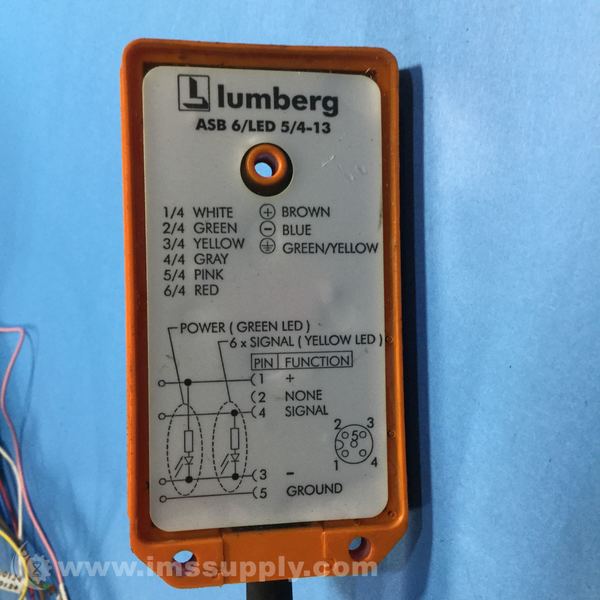 lumberg
ASB 6/LED 5/4-13
1/4 WHITE ⊕ BROWN
2/4 GREEN ⊖ BLUE
3/4 YELLOW ⏚ GREEN/YELLOW
4/4 GRAY
5/4 PINK
6/4 RED
POWER ( GREEN LED )
6 x SIGNAL ( YELLOW LED )
PIN FUNCTION
1 +
2 NONE
4 SIGNAL
3 -
5 GROUND
2 3
5
1 4
www.imssupply.com